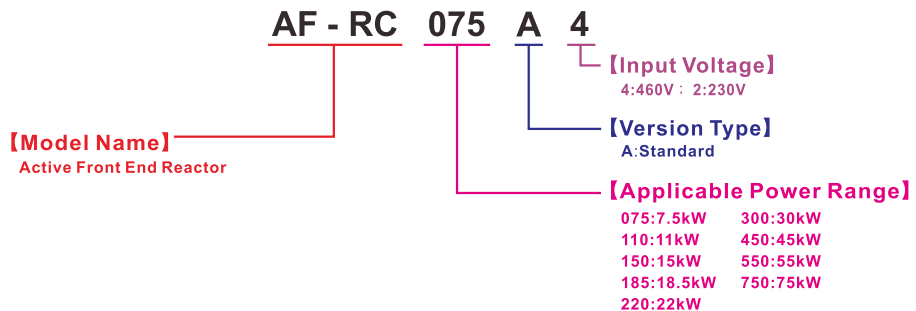 AF - RC 075 A 4
【Input Voltage】
4:460V； 2:230V
【Version Type】
A:Standard
【Model Name】
Active Front End Reactor
【Applicable Power Range】
075:7.5kW 300:30kW
110:11kW 450:45kW
150:15kW 550:55kW
185:18.5kW 750:75kW
220:22kW